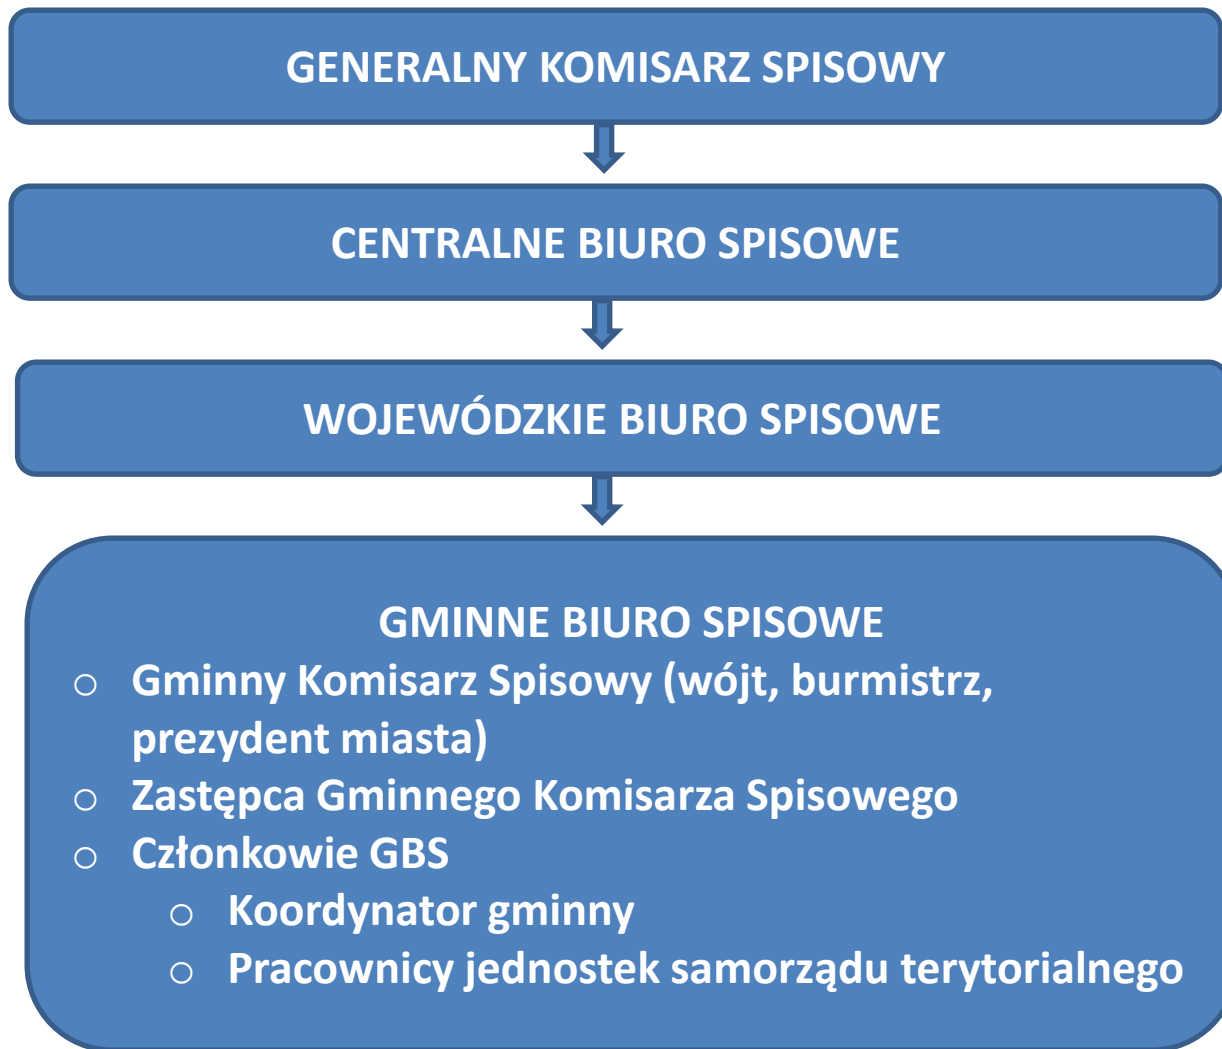 GENERALNY KOMISARZ SPISOWY
CENTRALNE BIURO SPISOWE
WOJEWÓDZKIE BIURO SPISOWE
GMINNE BIURO SPISOWE
o Gminny Komisarz Spisowy (wójt, burmistrz,
prezydent miasta)
o Zastępca Gminnego Komisarza Spisowego
o Członkowie GBS
o Koordynator gminny
o Pracownicy jednostek samorządu terytorialnego